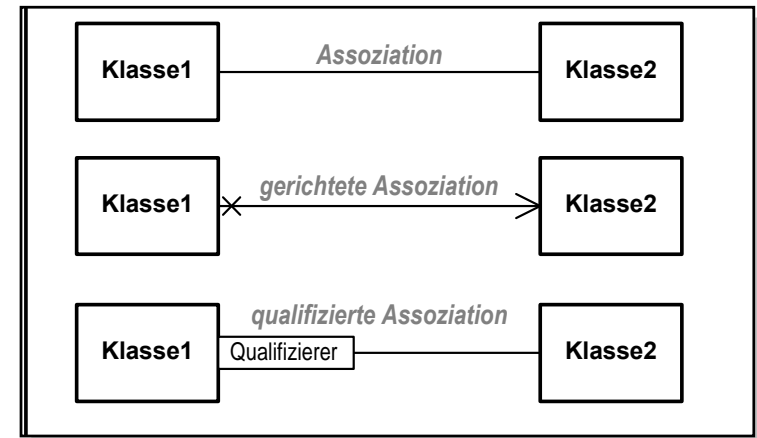 Klasse1
Assoziation
Klasse2
Klasse1
gerichtete Assoziation
Klasse2
Klasse1
qualifizierte Assoziation
Qualifizierer
Klasse2